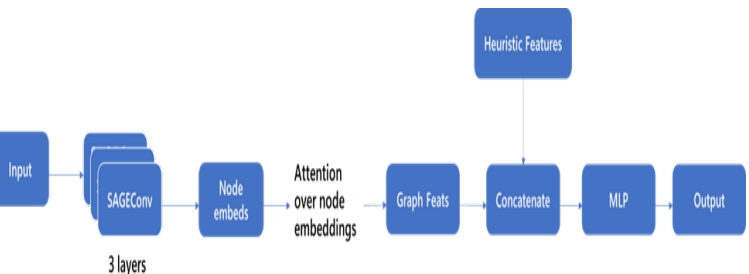 Heuristic Features
Input
SAGEConv
3 layers
Node
embeds
Attention
over node
embeddings
Graph Feats
Concatenate
MLP
Output